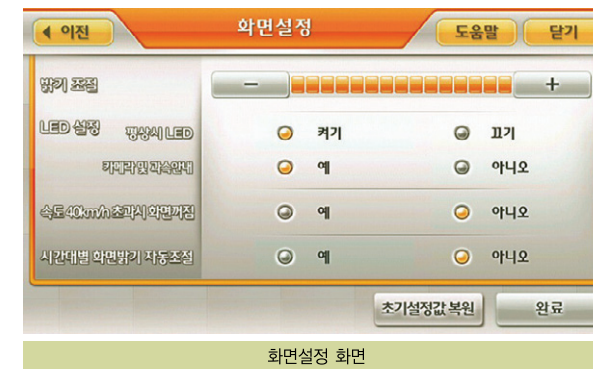 이전 화면설정 도움말 닫기
밝기 조절 － ＋
LED 설정 평상시 LED 켜기 끄기
카메라 및 과속안내 예 아니오
속도 40km/h 초과시 화면꺼짐 예 아니오
시간대별 화면밝기 자동조절 예 아니오
초기설정값 복원 완료
화면설정 화면